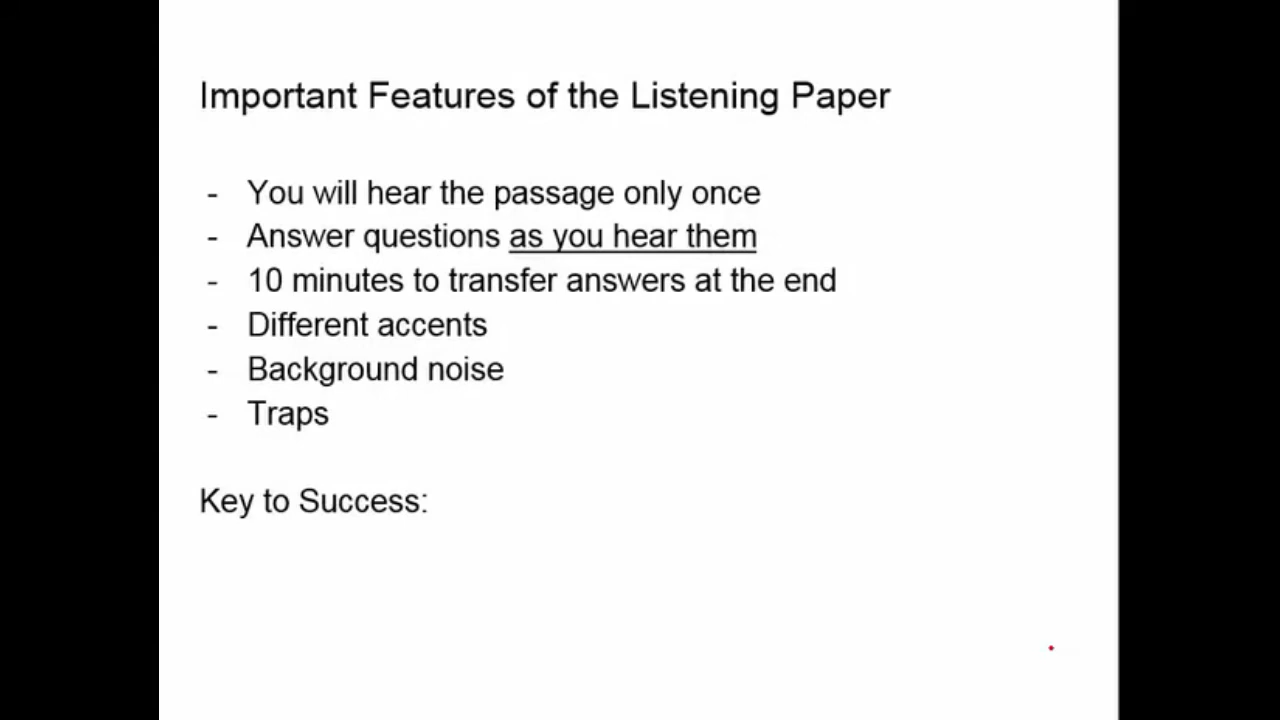 Important Features of the Listening Paper
- You will hear the passage only once
- Answer questions as you hear them
- 10 minutes to transfer answers at the end
- Different accents
- Background noise
- Traps
Key to Success: